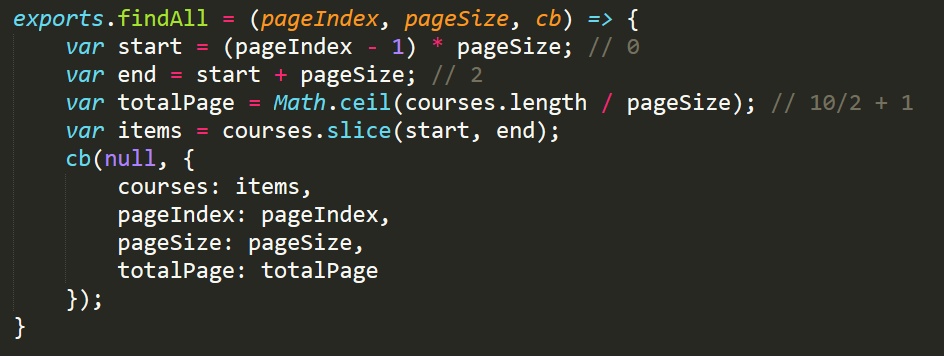 exports.findAll = (pageIndex, pageSize, cb) => {
    var start = (pageIndex - 1) * pageSize; // 0
    var end = start + pageSize; // 2
    var totalPage = Math.ceil(courses.length / pageSize); // 10/2 + 1
    var items = courses.slice(start, end);
    cb(null, {
        courses: items,
        pageIndex: pageIndex,
        pageSize: pageSize,
        totalPage: totalPage
    });
}